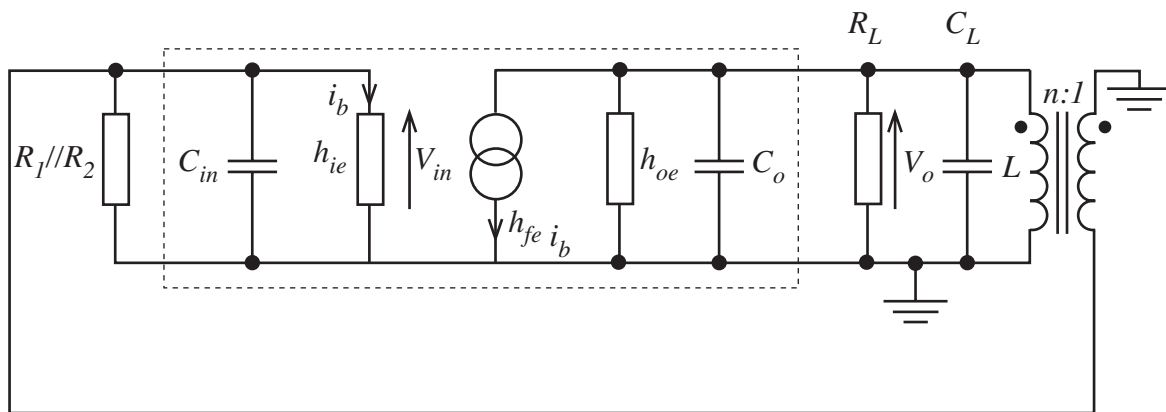 R_L
C_L
n:1
i_b
R_1//R_2
C_in
h_ie
V_in
h_fe i_b
h_oe
C_o
V_o
L